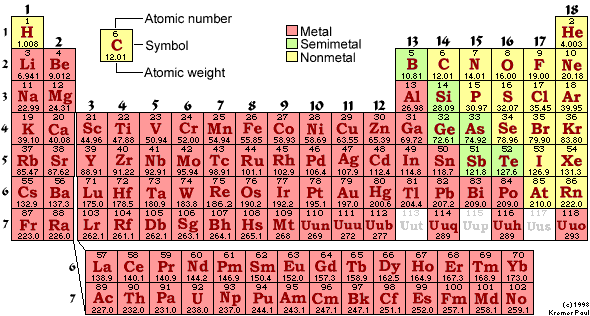 1 18
1 Atomic number 2
1 H 6 C 12.01 Symbol Metal He
1.008 2 Atomic weight Semimetal 13 14 15 16 17 4.003
Nonmetal
3 4 5 6 7 8 9 10
2 Li Be B C N O F Ne
6.941 9.012 10.81 12.01 14.01 16.00 19.00 20.18
11 12 13 14 15 16 17 18
3 Na Mg 3 4 5 6 7 8 9 10 11 12 Al Si P S Cl Ar
22.99 24.31 26.98 28.09 30.97 32.07 35.45 39.95
19 20 21 22 23 24 25 26 27 28 29 30 31 32 33 34 35 36
4 K Ca Sc Ti V Cr Mn Fe Co Ni Cu Zn Ga Ge As Se Br Kr
39.10 40.08 44.96 47.88 50.94 52.00 54.94 55.85 58.93 58.69 63.55 65.39 69.72 72.61 74.92 78.96 79.90 83.80
37 38 39 40 41 42 43 44 45 46 47 48 49 50 51 52 53 54
5 Rb Sr Y Zr Nb Mo Tc Ru Rh Pd Ag Cd In Sn Sb Te I Xe
85.47 87.62 88.91 91.22 92.91 95.94 98.91 101.1 102.9 106.4 107.9 112.4 114.8 118.7 121.8 127.6 126.9 131.3
55 56 71 72 73 74 75 76 77 78 79 80 81 82 83 84 85 86
6 Cs Ba Lu Hf Ta W Re Os Ir Pt Au Hg Tl Pb Bi Po At Rn
132.9 137.3 175.0 178.5 180.9 183.8 186.2 190.2 192.2 195.1 197.0 200.6 204.4 207.2 209.0 209.0 210.0 222.0
87 88 103 104 105 106 107 108 109 110 111 112 113 114 115 116 117 118
7 Fr Ra Lr Rf Db Sg Bh Hs Mt Uun Uuu Uub Uut Uuq Uup Uuh Uus Uuo
223.0 226.0 262.1 261.1 262.1 263.1 264.1 265.1 268 269 272 277 289 289 293
57 58 59 60 61 62 63 64 65 66 67 68 69 70
6 La Ce Pr Nd Pm Sm Eu Gd Tb Dy Ho Er Tm Yb
138.9 140.1 140.9 144.2 146.9 150.4 152.0 157.3 158.9 162.5 164.9 167.3 168.9 173.0
89 90 91 92 93 94 95 96 97 98 99 100 101 102
7 Ac Th Pa U Np Pu Am Cm Bk Cf Es Fm Md No
227.0 232.0 231.0 238.0 237.0 244.1 243.1 247.1 247.1 251.1 252.0 257.1 258.1 259.1
(c) 1998
Kremer Paul